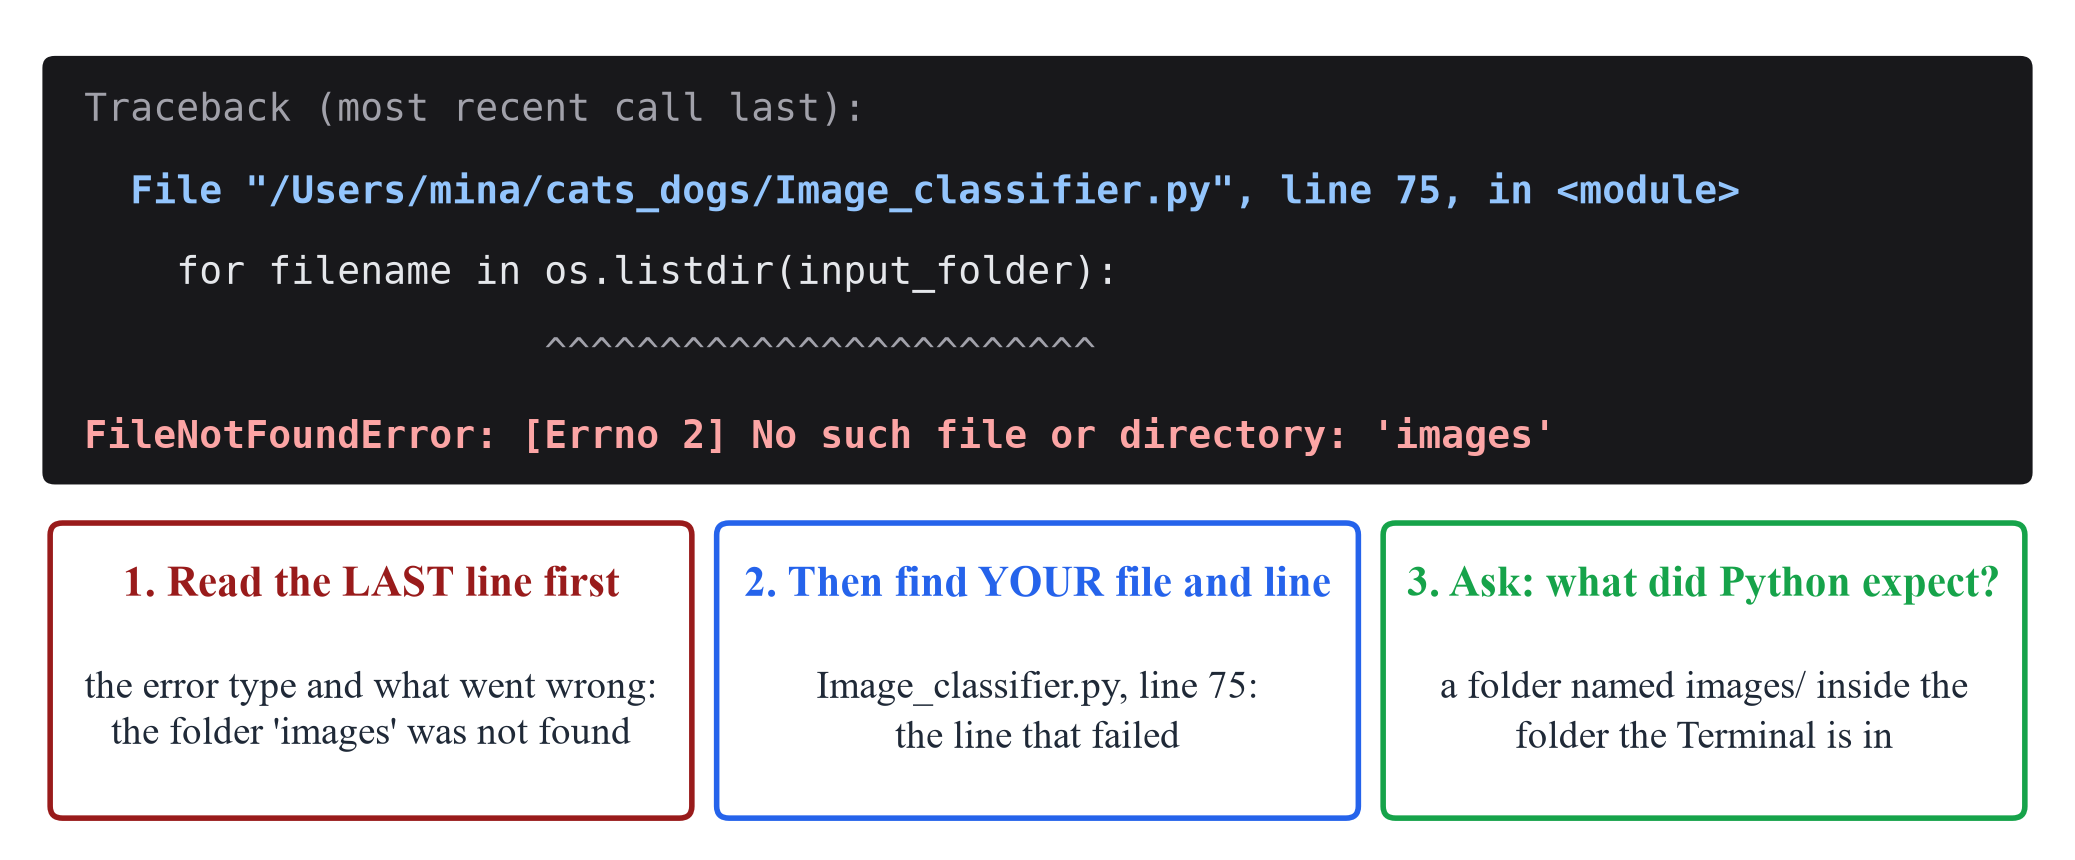 Traceback (most recent call last):
  File "/Users/mina/cats_dogs/Image_classifier.py", line 75, in <module>
    for filename in os.listdir(input_folder):
                    ^^^^^^^^^^^^^^^^^^^^^^^^
FileNotFoundError: [Errno 2] No such file or directory: 'images'
1. Read the LAST line first
the error type and what went wrong:
the folder 'images' was not found
2. Then find YOUR file and line
Image_classifier.py, line 75:
the line that failed
3. Ask: what did Python expect?
a folder named images/ inside the
folder the Terminal is in